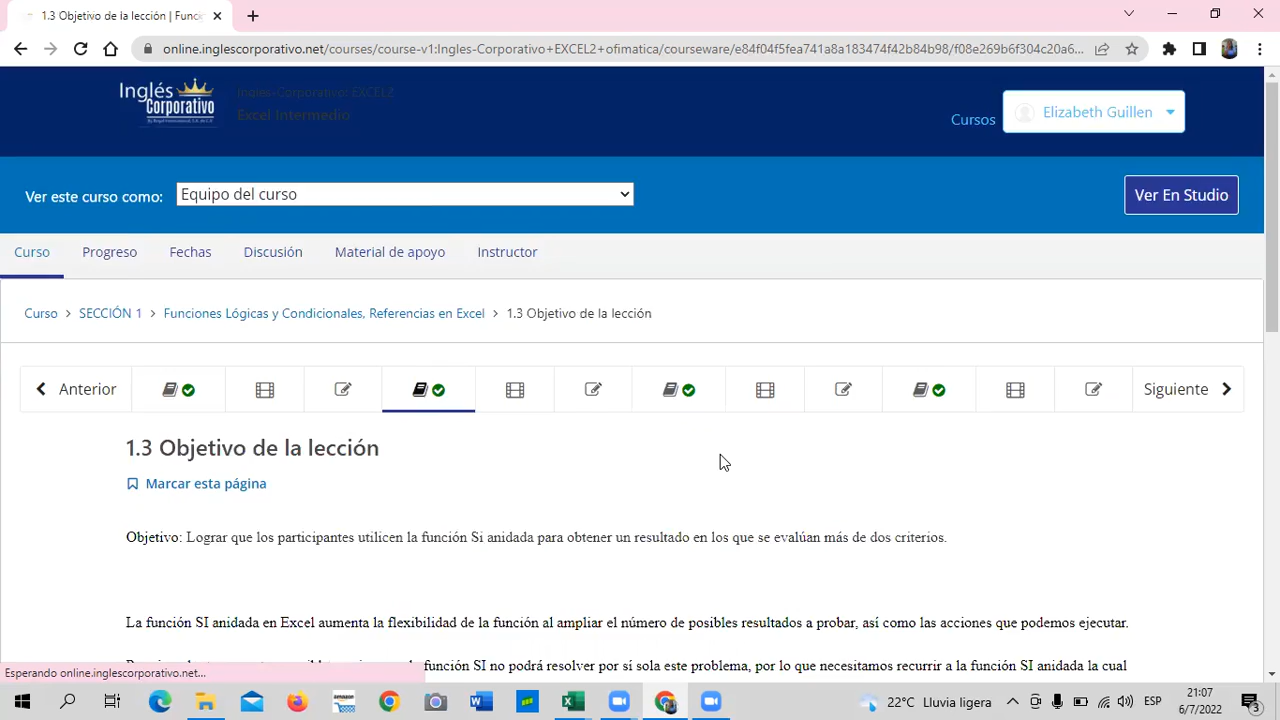 1.3 Objetivo de la lección | Funci
online.inglescorporativo.net/courses/course-v1:Ingles-Corporativo+EXCEL2+ofimatica/courseware/e84f04f5fea741a8a183474f42b84b98/f08e269b6f304c20a6...
Inglés Corporativo
Ingles-Corporativo: EXCEL2
Excel Intermedio
Cursos
Elizabeth Guillen
Ver este curso como:
Equipo del curso
Ver En Studio
Curso Progreso Fechas Discusión Material de apoyo Instructor
Curso > SECCIÓN 1 > Funciones Lógicas y Condicionales, Referencias en Excel > 1.3 Objetivo de la lección
Anterior
Siguiente
1.3 Objetivo de la lección
Marcar esta página
Objetivo: Lograr que los participantes utilicen la función Si anidada para obtener un resultado en los que se evalúan más de dos criterios.
La función SI anidada en Excel aumenta la flexibilidad de la función al ampliar el número de posibles resultados a probar, así como las acciones que podemos ejecutar.
función SI no podrá resolver por sí sola este problema, por lo que necesitamos recurrir a la función SI anidada la cual
Esperando online.inglescorporativo.net...
22°C Lluvia ligera
ESP
21:07
6/7/2022
3